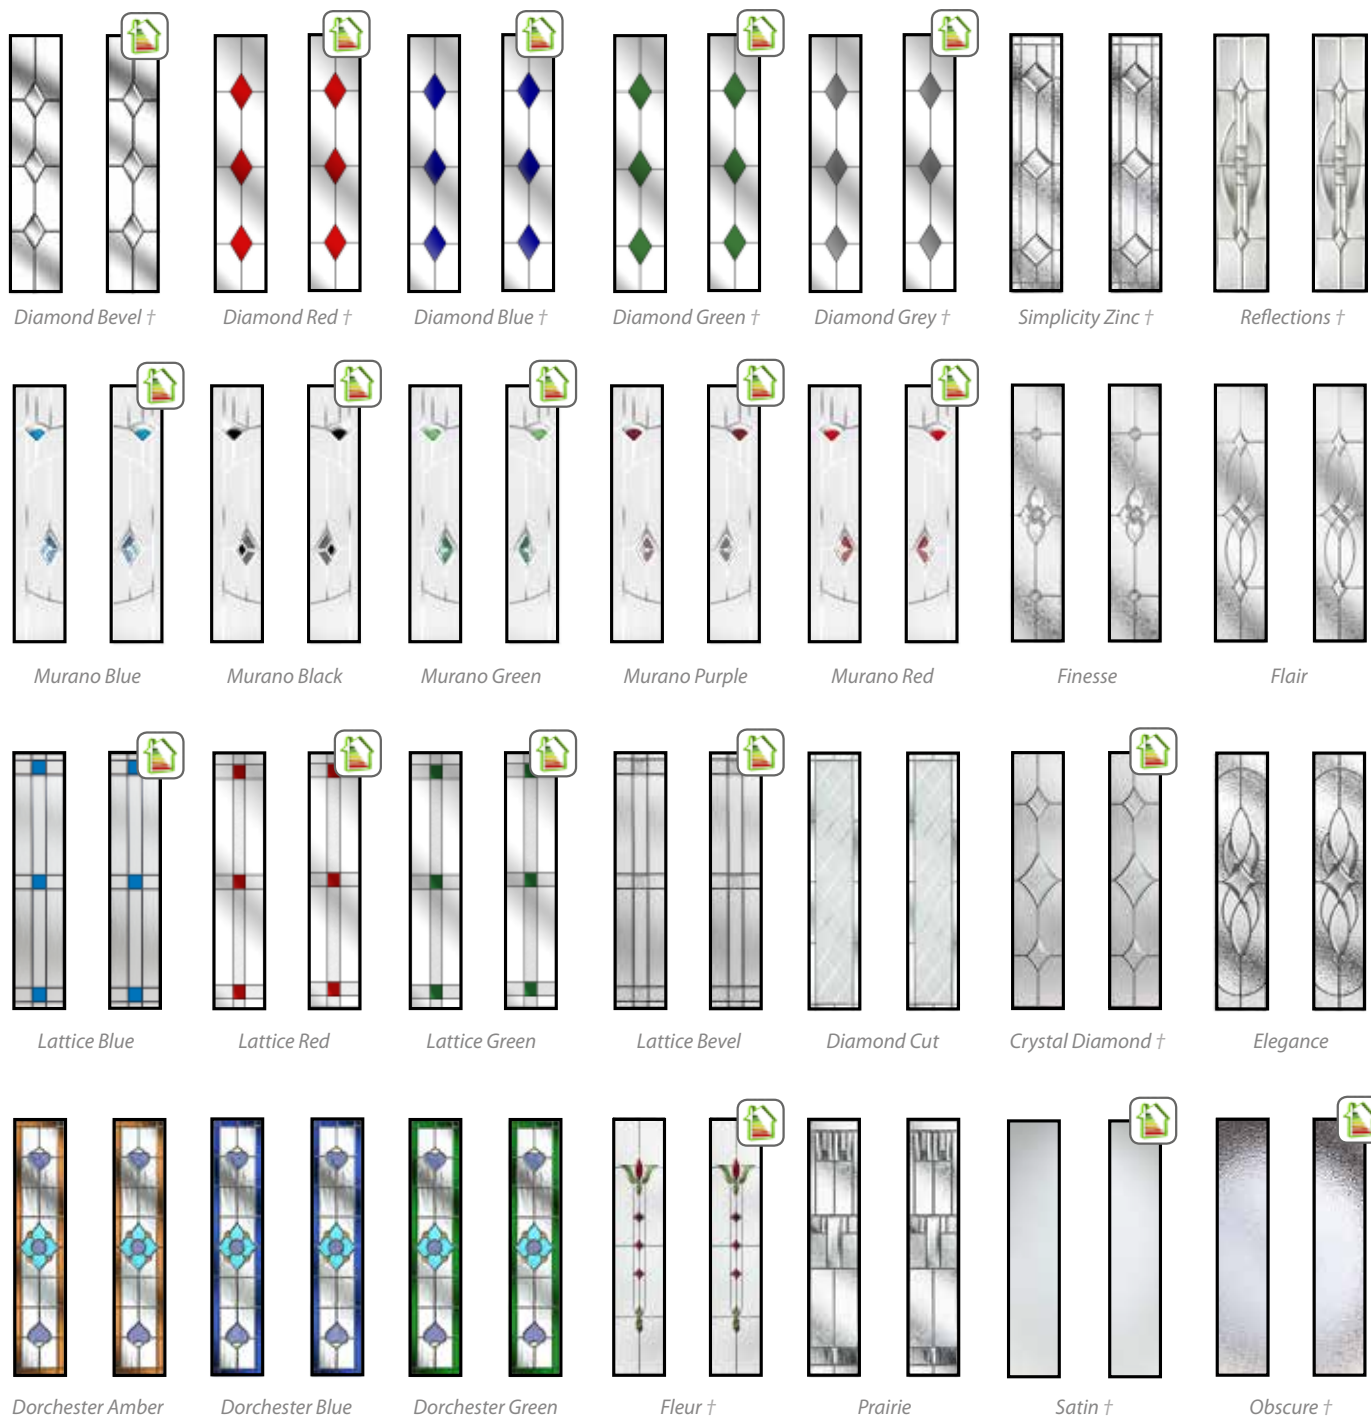 Diamond Bevel †
Diamond Red †
Diamond Blue †
Diamond Green †
Diamond Grey †
Simplicity Zinc †
Reflections †
Murano Blue
Murano Black
Murano Green
Murano Purple
Murano Red
Finesse
Flair
Lattice Blue
Lattice Red
Lattice Green
Lattice Bevel
Diamond Cut
Crystal Diamond †
Elegance
Dorchester Amber
Dorchester Blue
Dorchester Green
Fleur †
Prairie
Satin †
Obscure †